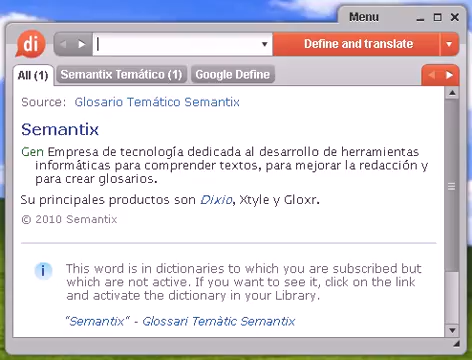 Menu
di
Define and translate
All (1)
Semantix Temático (1)
Google Define
Source: Glosario Temático Semantix
Semantix
Gen Empresa de tecnología dedicada al desarrollo de herramientas
informáticas para comprender textos, para mejorar la redacción y
para crear glosarios.
Su principales productos son Dixio, Xtyle y Gloxr.
© 2010 Semantix
i
This word is in dictionaries to which you are subscribed but
which are not active. If you want to see it, click on the link
and activate the dictionary in your Library.
"Semantix" - Glossari Temàtic Semantix